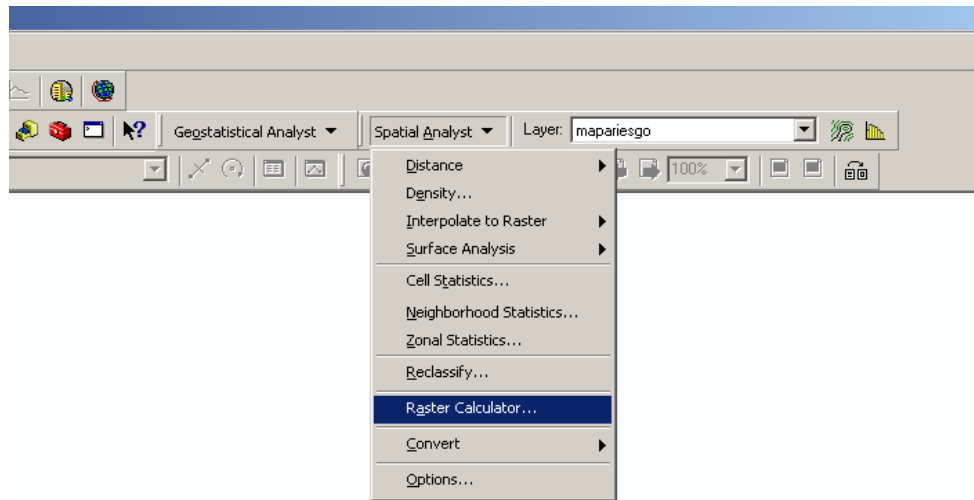 Geostatistical Analyst Spatial Analyst Layer: mapariesgo
Distance 100%
Density...
Interpolate to Raster
Surface Analysis
Cell Statistics...
Neighborhood Statistics...
Zonal Statistics...
Reclassify...
Raster Calculator...
Convert
Options...